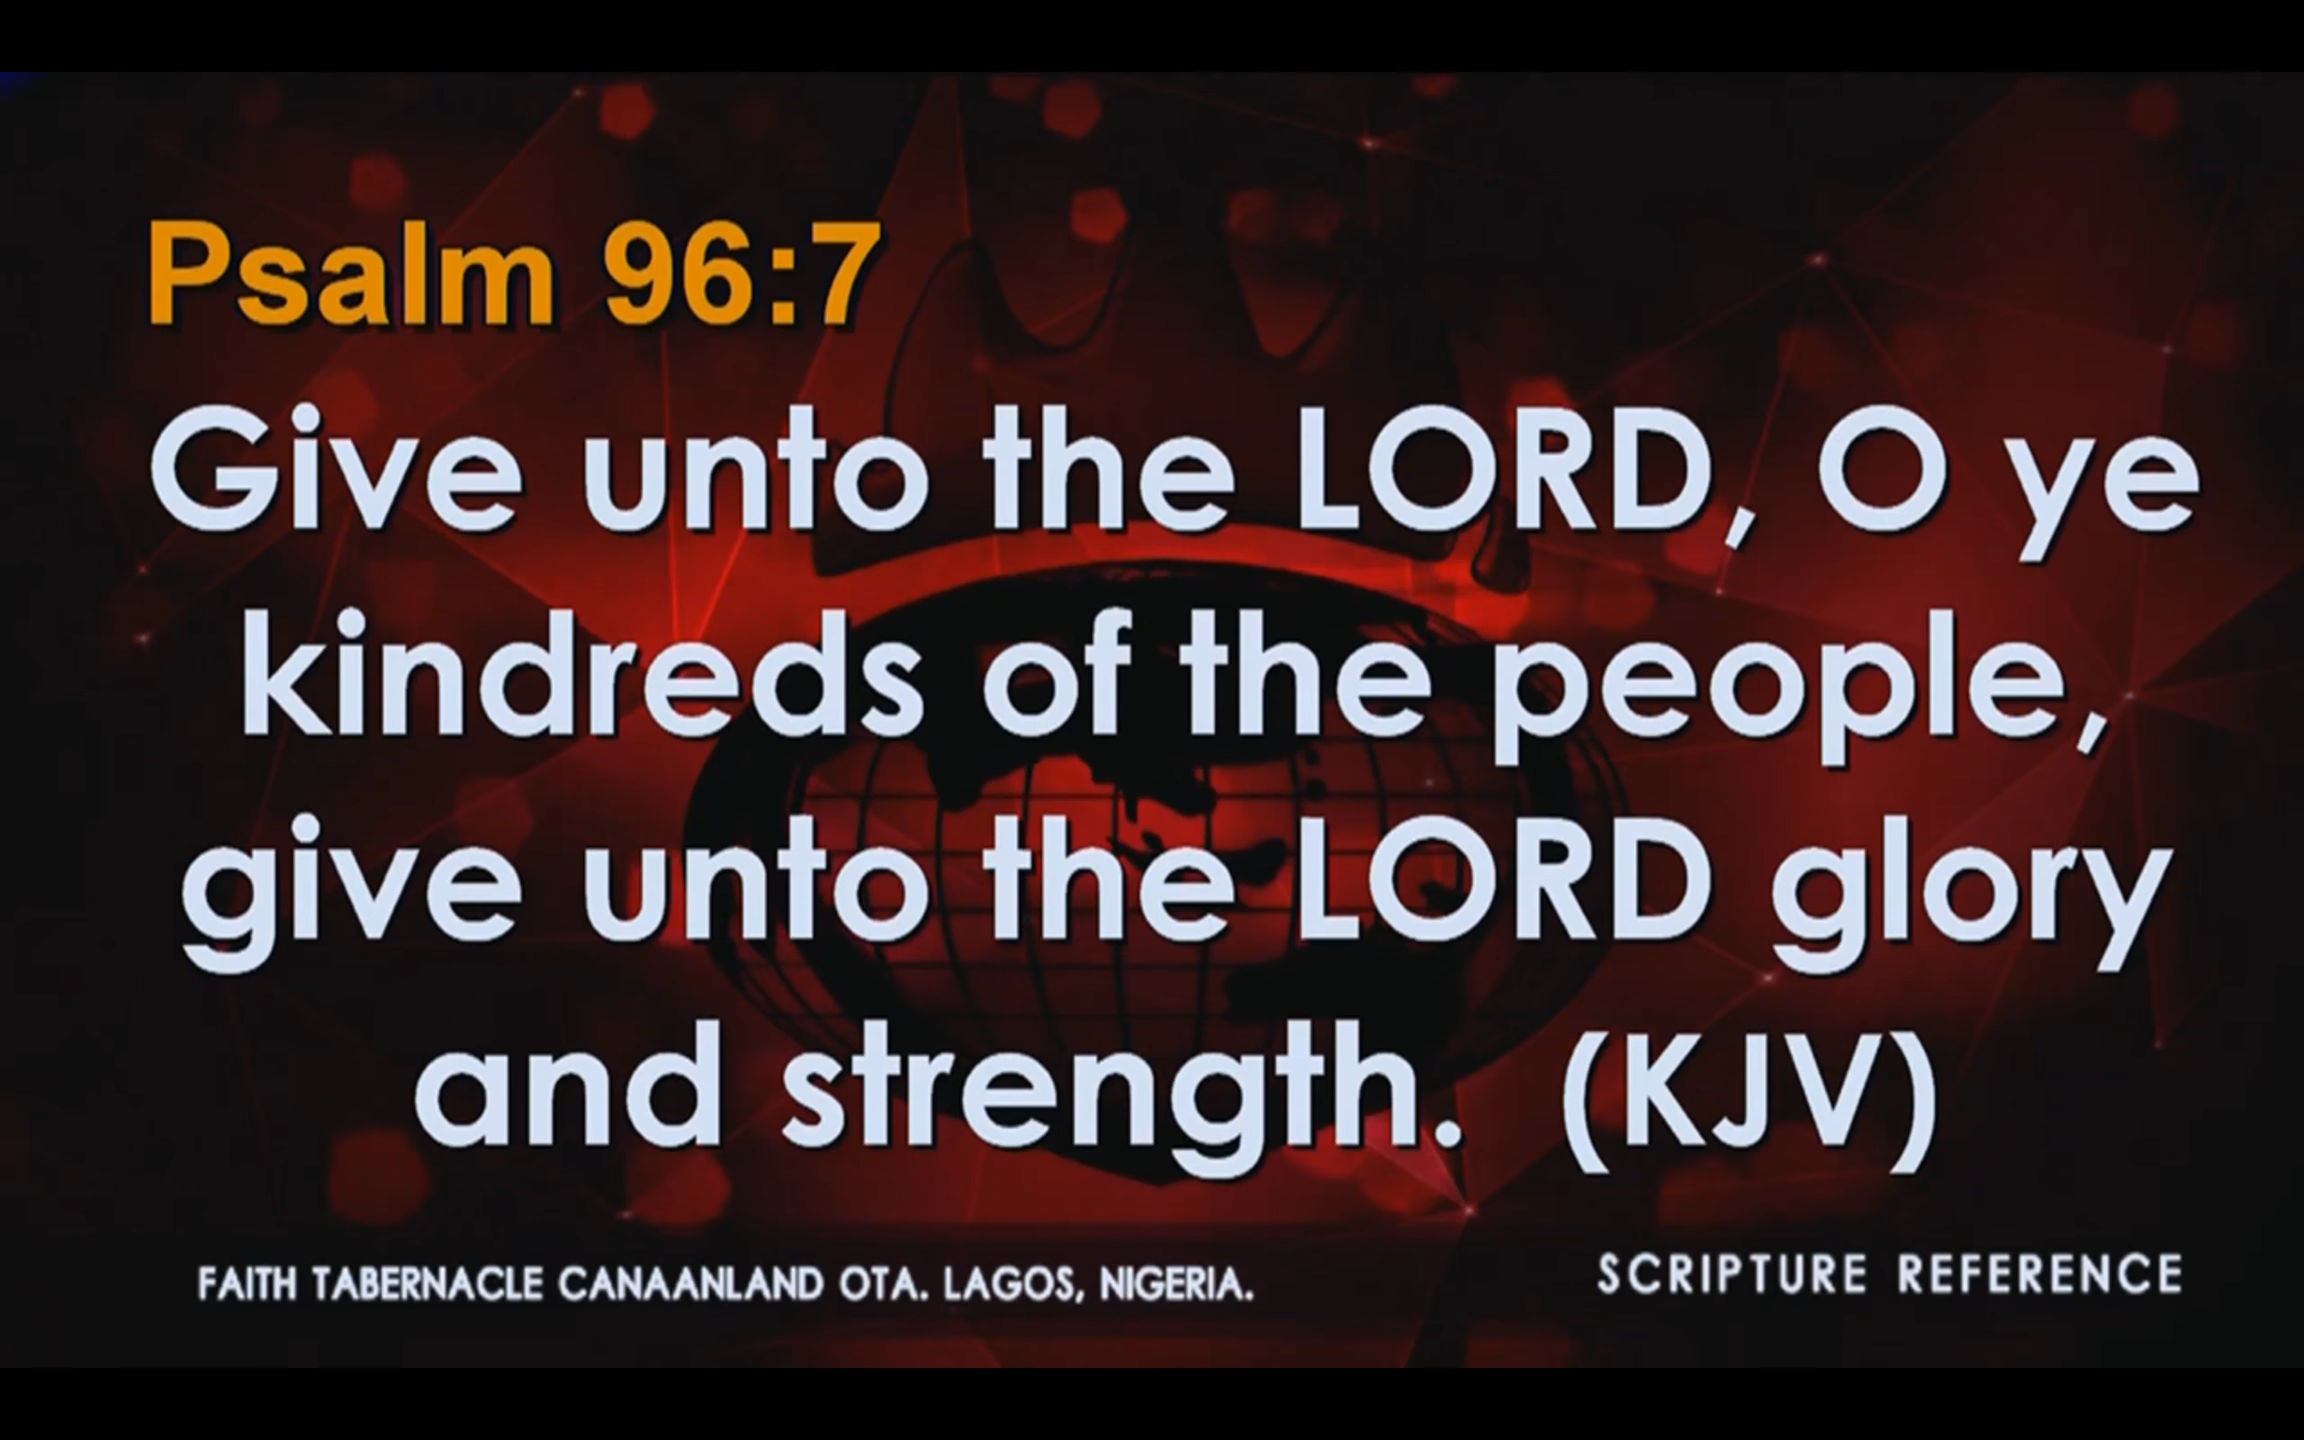 Psalm 96:7
Give unto the LORD, O ye
kindreds of the people,
give unto the LORD glory
and strength. (KJV)
FAITH TABERNACLE CANAANLAND OTA. LAGOS, NIGERIA.
SCRIPTURE REFERENCE